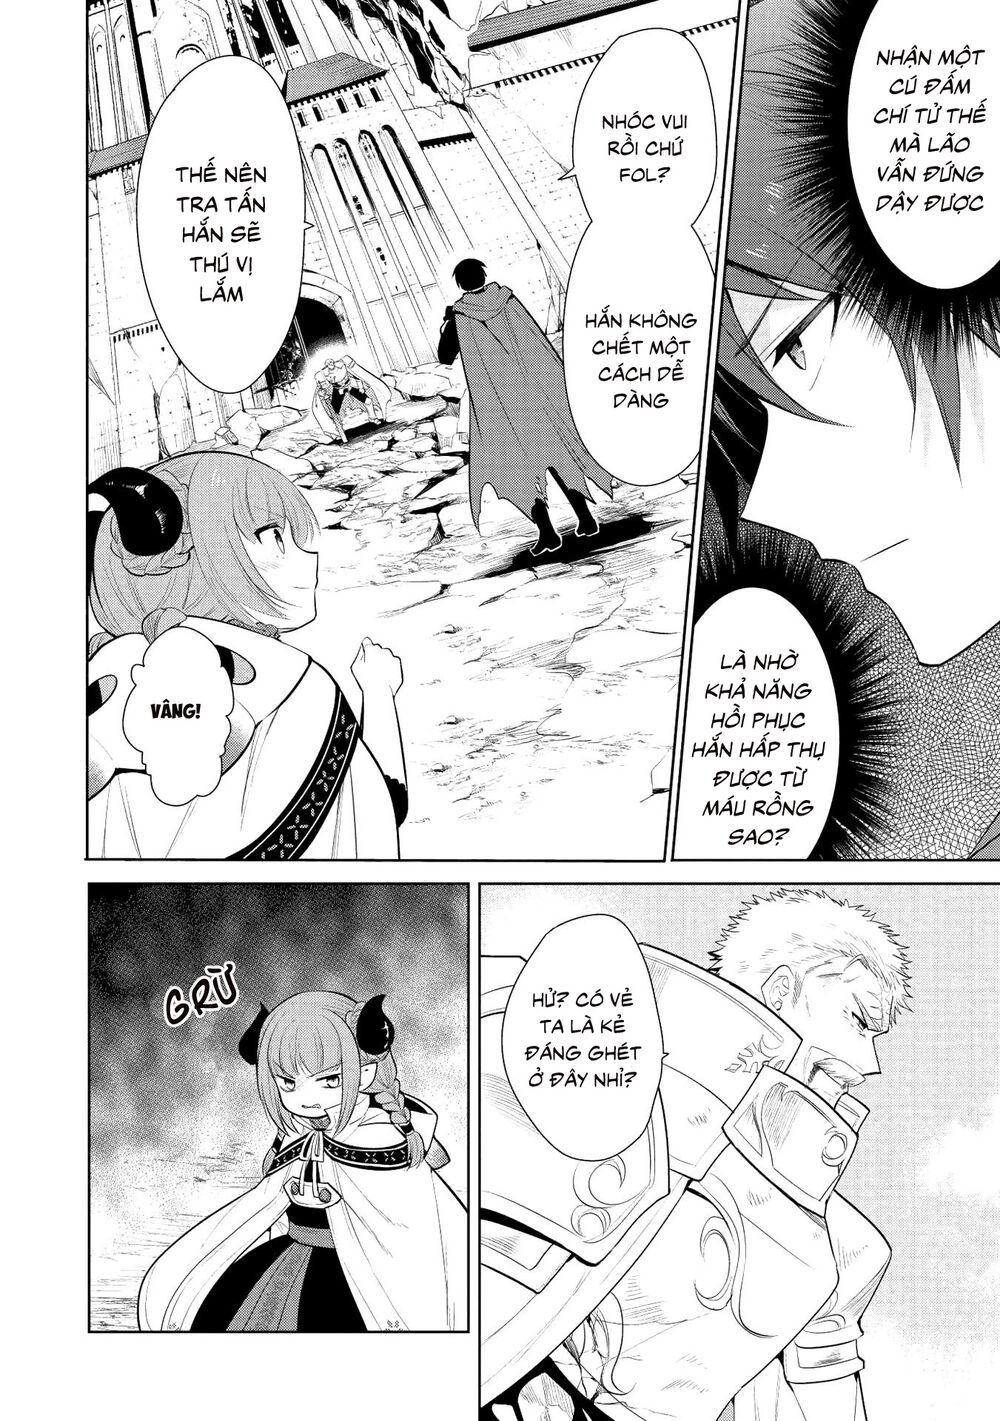 NHẬN MỘT
CÚ ĐẤM
CHÍ TỬ THẾ
MÀ LÃO
VẪN ĐỨNG
DẬY ĐƯỢC
LÀ NHỜ
KHẢ NĂNG
HỒI PHỤC
HẮN HẤP THỤ
ĐƯỢC TỪ
MÁU RỒNG
SAO?
NHÓC VUI
RỒI CHỨ
FOL?
HẮN KHÔNG
CHẾT MỘT
CÁCH DỄ
DÀNG
THẾ NÊN
TRA TẤN
HẮN SẼ
THÚ VỊ
LẮM
VÂNG!
HỬ? CÓ VẺ
TA LÀ KẺ
ĐÁNG GHÉT
Ở ĐÂY NHỈ?
GRỪ